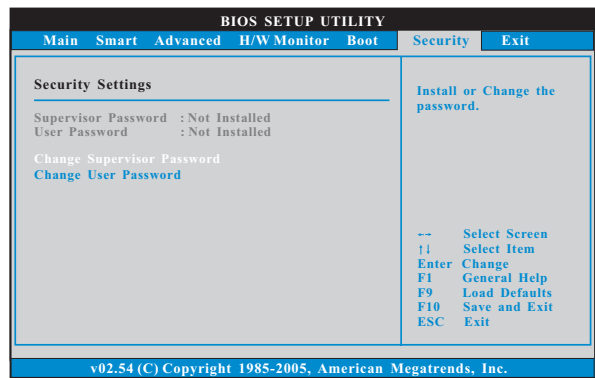 BIOS SETUP UTILITY
Main Smart Advanced H/W Monitor Boot Security Exit
Security Settings
Supervisor Password : Not Installed
User Password : Not Installed
Change Supervisor Password
Change User Password
Install or Change the
password.
←→ Select Screen
↑↓ Select Item
Enter Change
F1 General Help
F9 Load Defaults
F10 Save and Exit
ESC Exit
v02.54 (C) Copyright 1985-2005, American Megatrends, Inc.